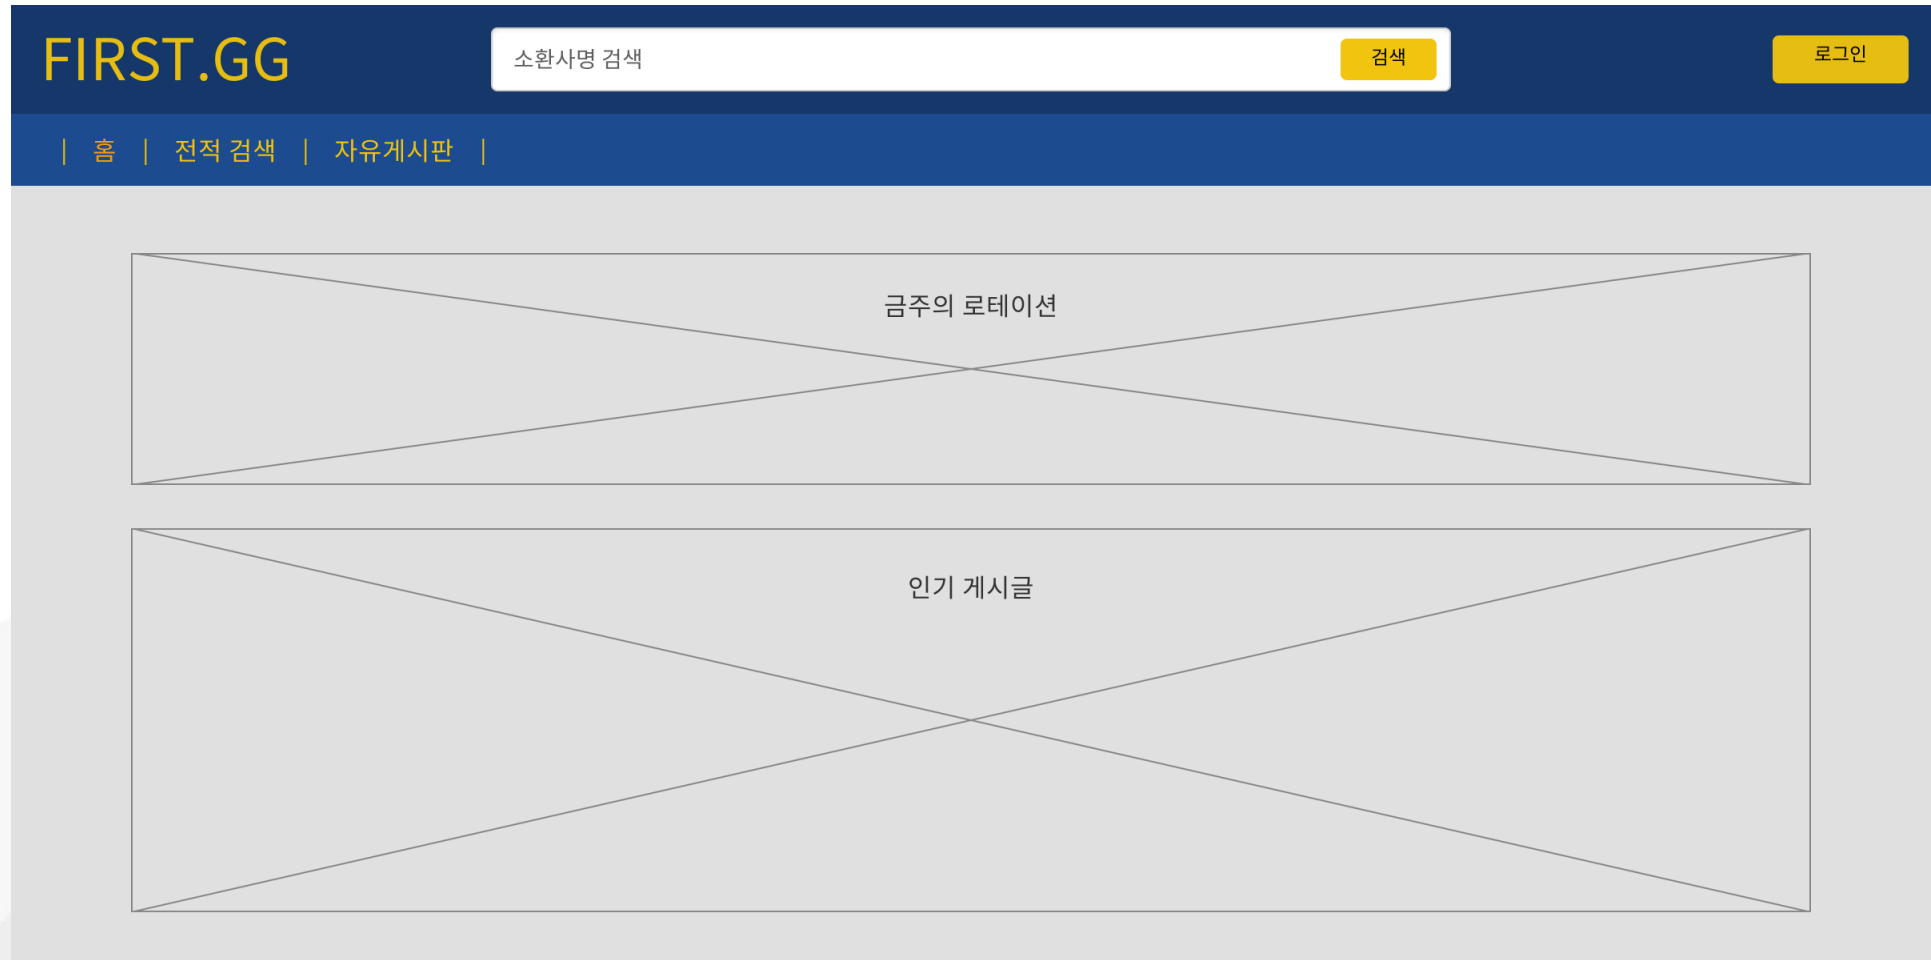 FIRST.GG
소환사명 검색
검색
로그인
| 홈 | 전적 검색 | 자유게시판 |
금주의 로테이션
인기 게시글